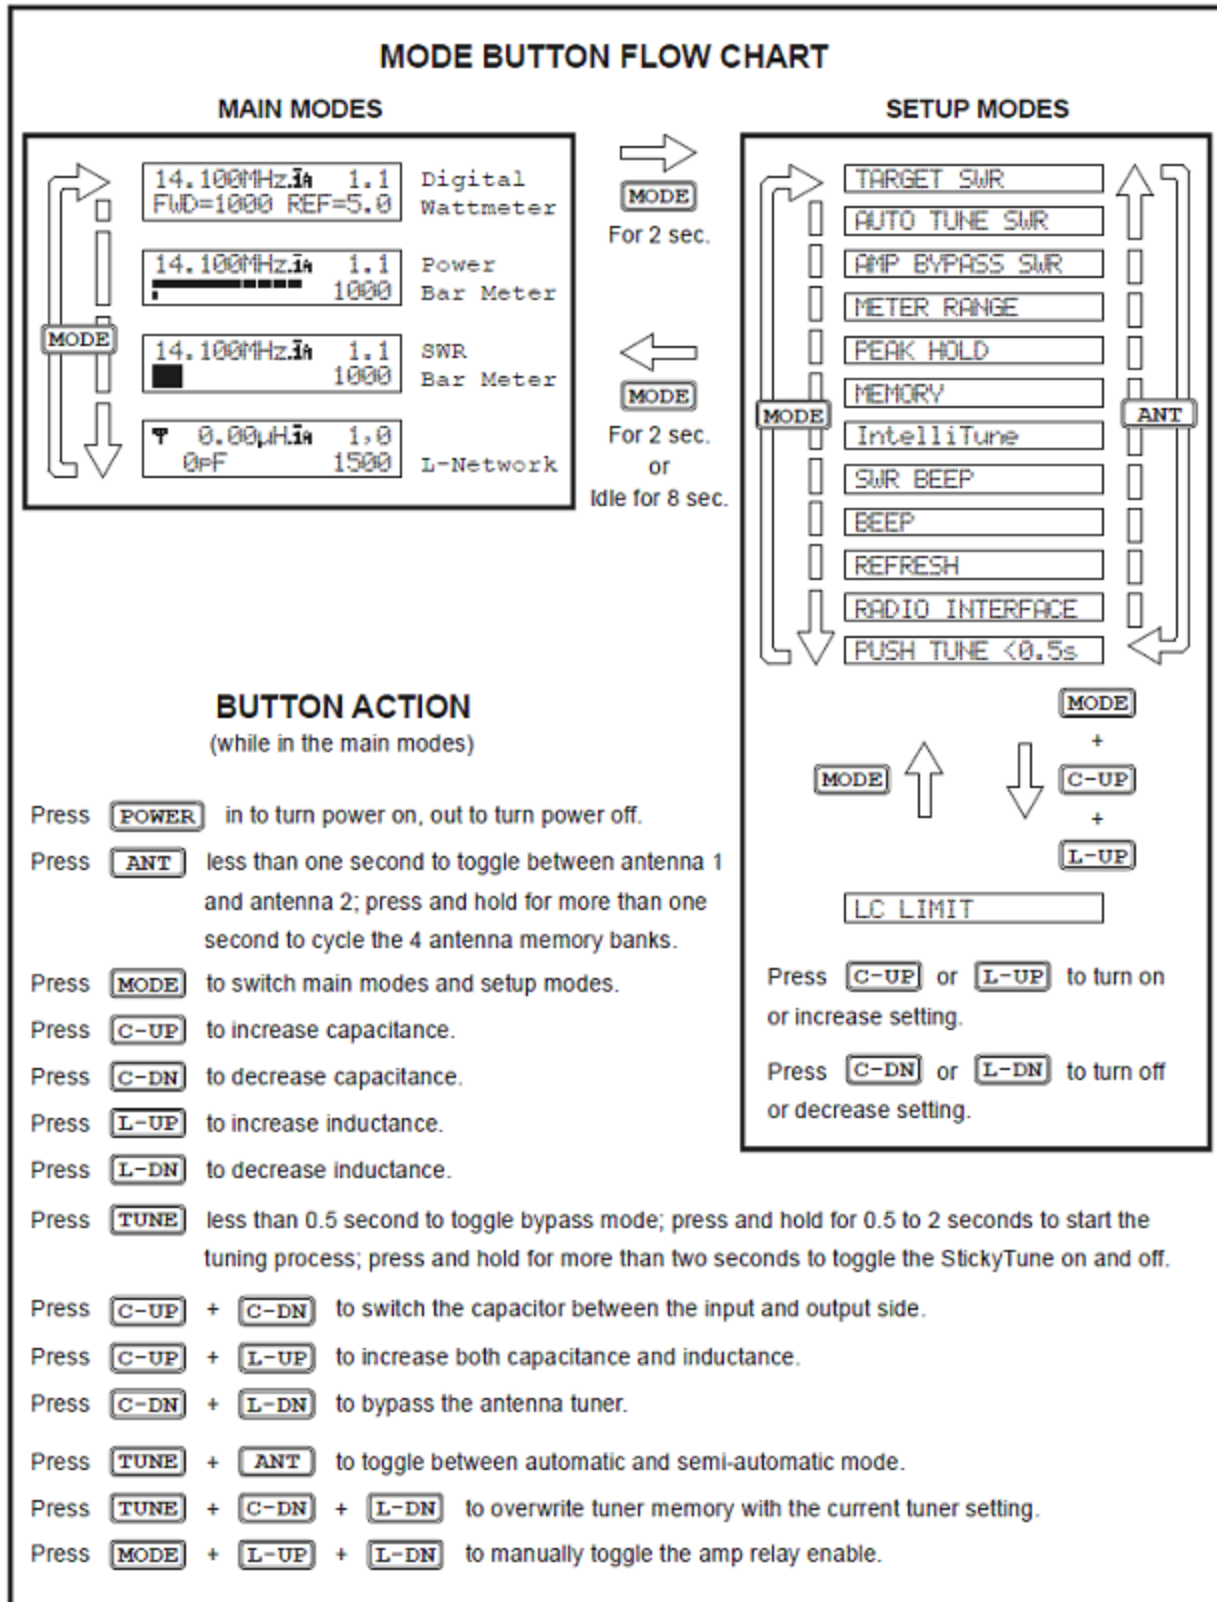 MODE BUTTON FLOW CHART
MAIN MODES
14.100MHz 1A 1.1
FWD=1000 REF=5.0
Digital
Wattmeter
14.100MHz 1A 1.1
1000
Power
Bar Meter
MODE
14.100MHz 1A 1.1
1000
SWR
Bar Meter
0.00µH 1A 1,0
0pF 1500
L-Network
MODE
For 2 sec.
MODE
For 2 sec.
or
Idle for 8 sec.
SETUP MODES
TARGET SWR
AUTO TUNE SWR
AMP BYPASS SWR
METER RANGE
PEAK HOLD
MEMORY
MODE
ANT
IntelliTune
SWR BEEP
BEEP
REFRESH
RADIO INTERFACE
PUSH TUNE <0.5s
MODE
MODE
+
C-UP
+
L-UP
LC LIMIT
Press C-UP or L-UP to turn on
or increase setting.
Press C-DN or L-DN to turn off
or decrease setting.
BUTTON ACTION
(while in the main modes)
Press POWER in to turn power on, out to turn power off.
Press ANT less than one second to toggle between antenna 1
and antenna 2; press and hold for more than one
second to cycle the 4 antenna memory banks.
Press MODE to switch main modes and setup modes.
Press C-UP to increase capacitance.
Press C-DN to decrease capacitance.
Press L-UP to increase inductance.
Press L-DN to decrease inductance.
Press TUNE less than 0.5 second to toggle bypass mode; press and hold for 0.5 to 2 seconds to start the
tuning process; press and hold for more than two seconds to toggle the StickyTune on and off.
Press C-UP + C-DN to switch the capacitor between the input and output side.
Press C-UP + L-UP to increase both capacitance and inductance.
Press C-DN + L-DN to bypass the antenna tuner.
Press TUNE + ANT to toggle between automatic and semi-automatic mode.
Press TUNE + C-DN + L-DN to overwrite tuner memory with the current tuner setting.
Press MODE + L-UP + L-DN to manually toggle the amp relay enable.